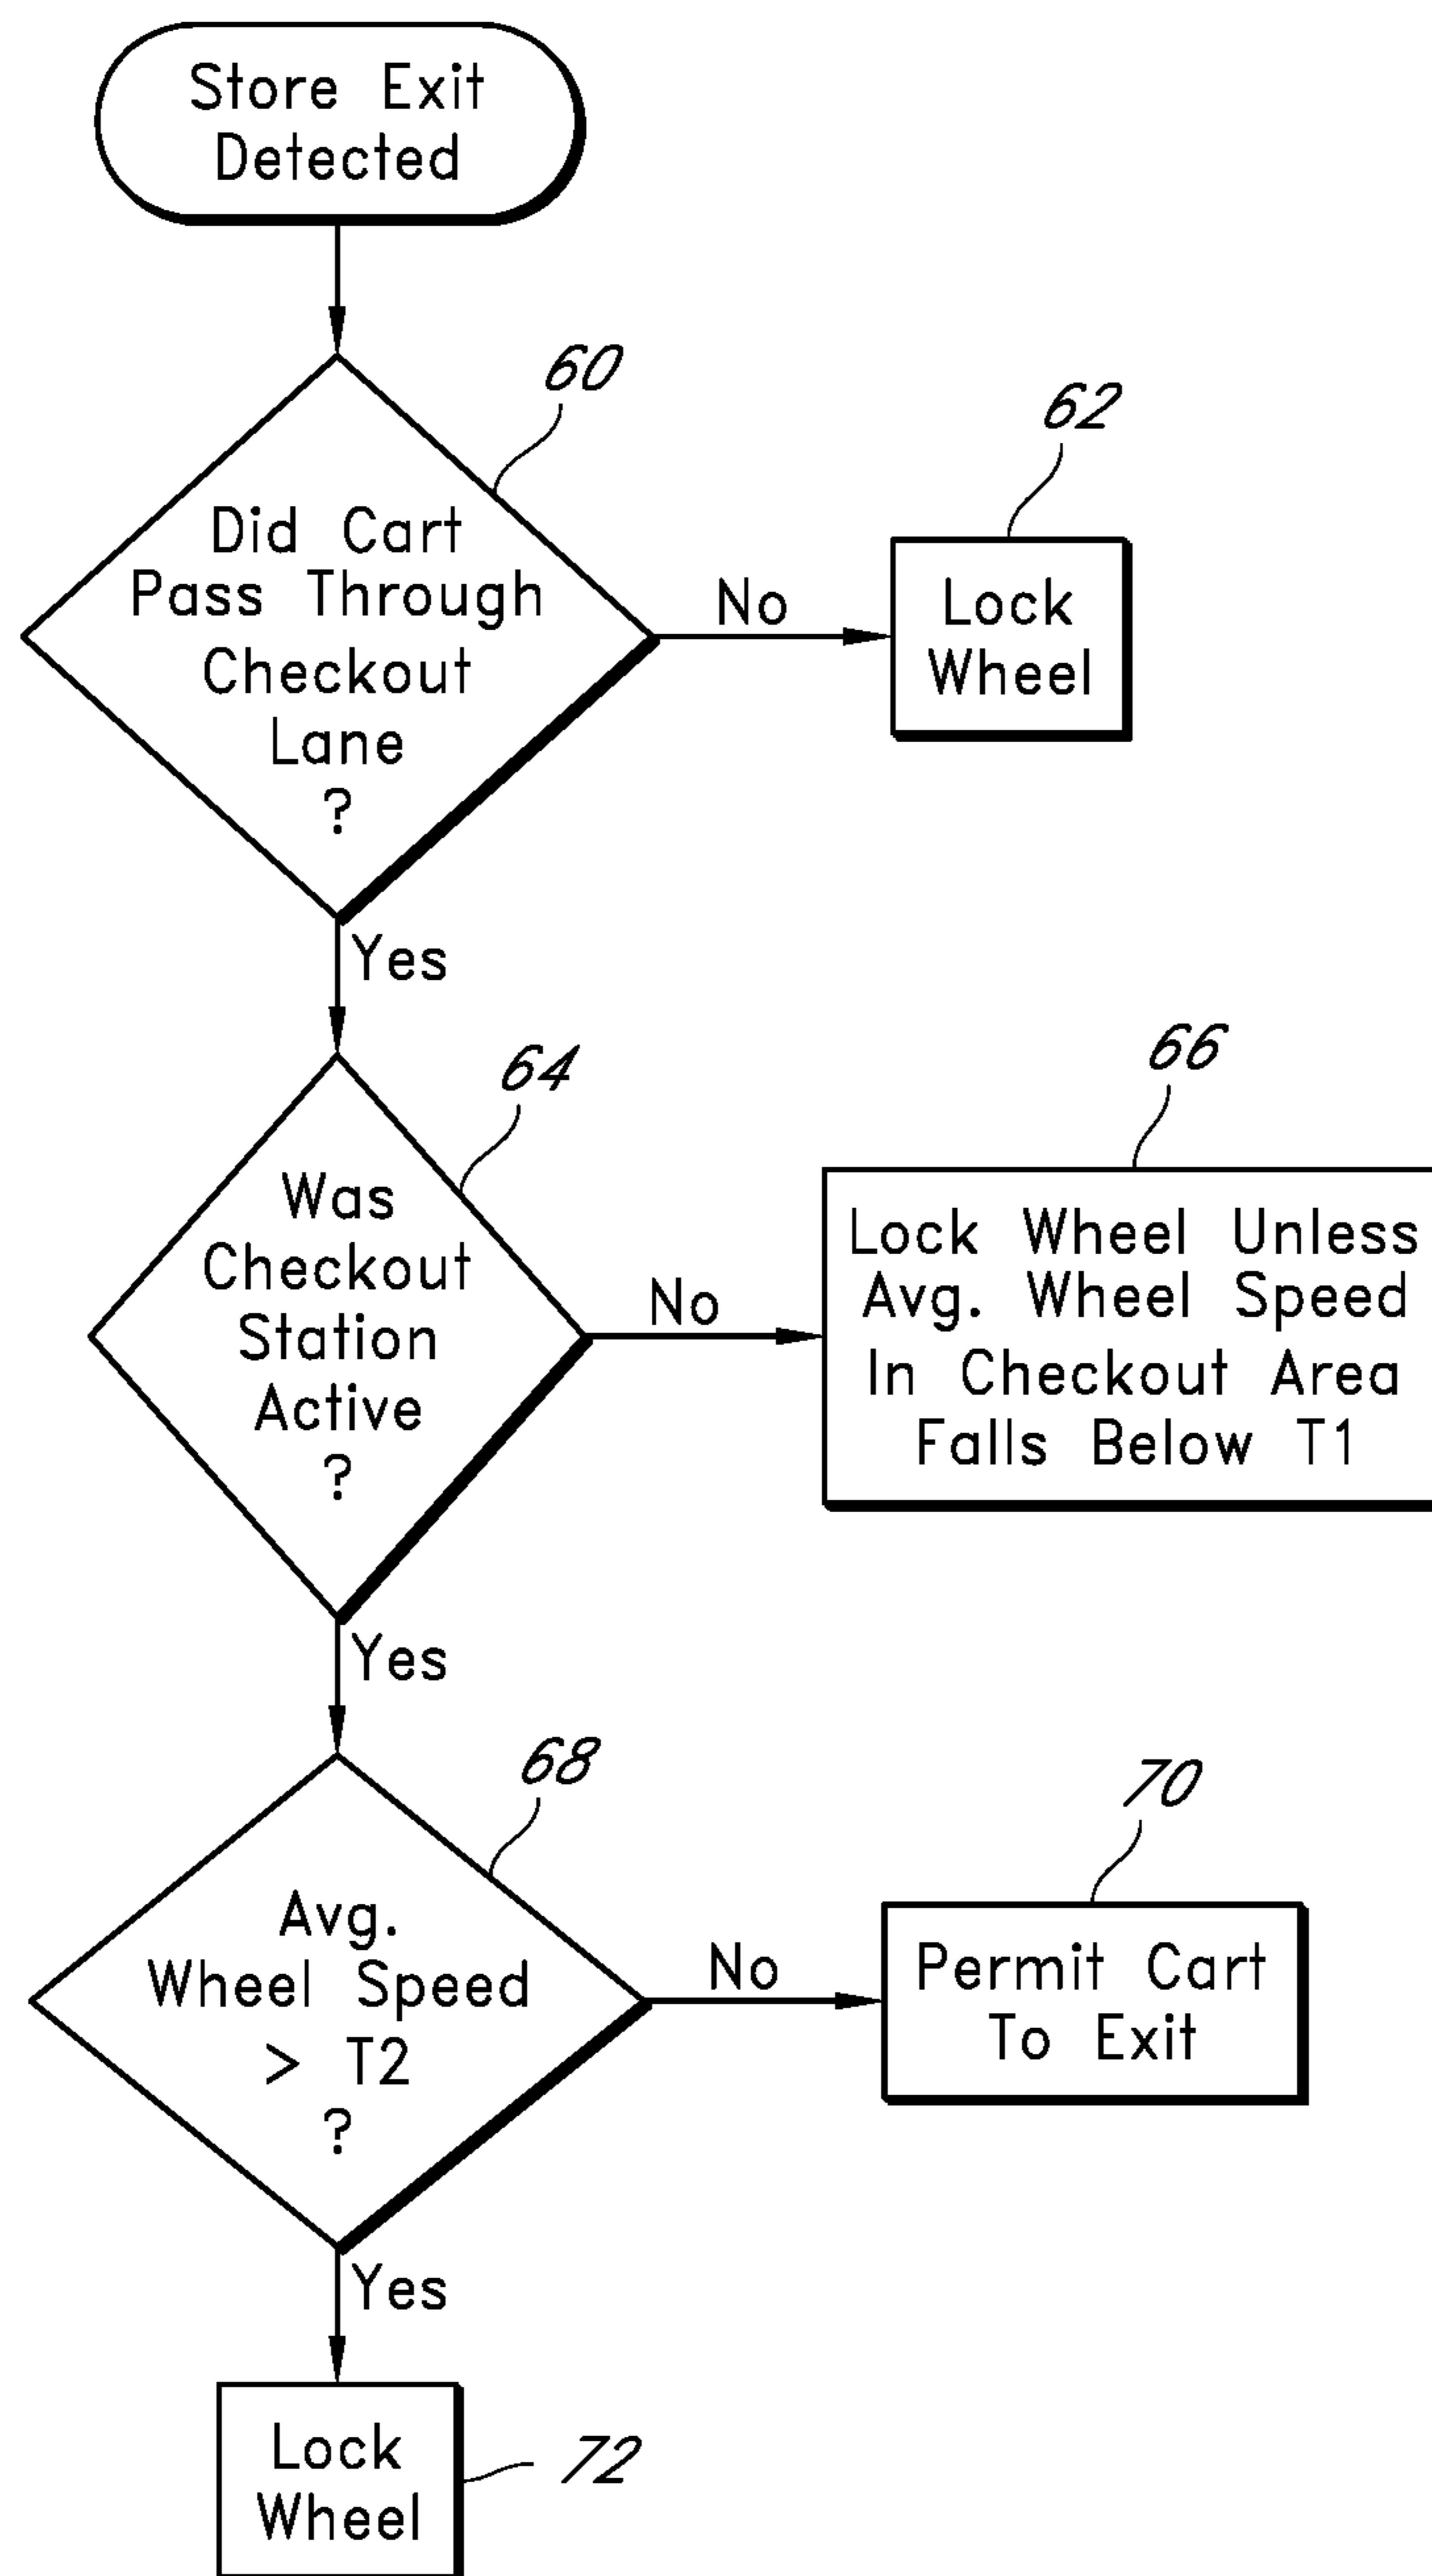 Store Exit
Detected
60
Did Cart
Pass Through
Checkout
Lane
?
No
62
Lock
Wheel
Yes
64
Was
Checkout
Station
Active
?
No
66
Lock Wheel Unless
Avg. Wheel Speed
In Checkout Area
Falls Below T1
Yes
68
Avg.
Wheel Speed
> T2
?
No
70
Permit Cart
To Exit
Yes
Lock
Wheel
72